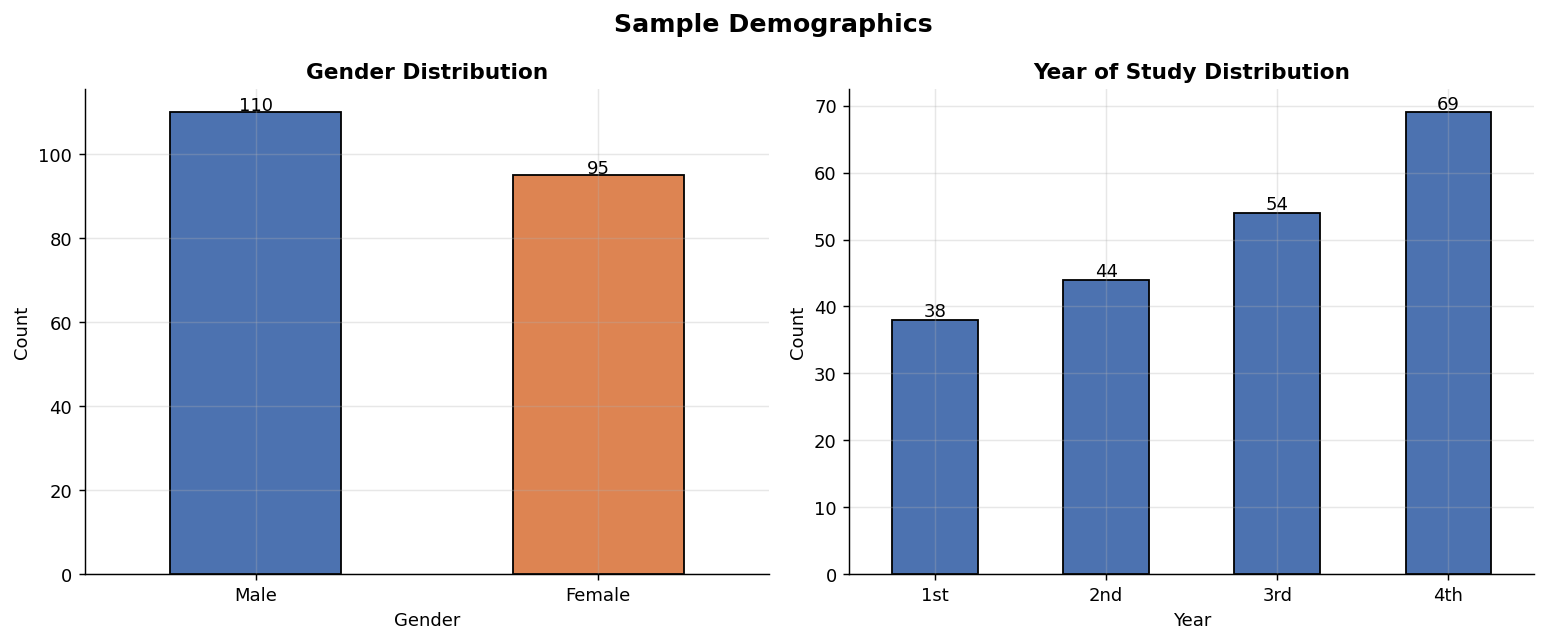 Sample Demographics
Gender Distribution
110
95
100
80
60
40
20
0
Count
Male Female
Gender
Year of Study Distribution
70
60
50
40
30
20
10
0
Count
38
44
54
69
1st 2nd 3rd 4th
Year